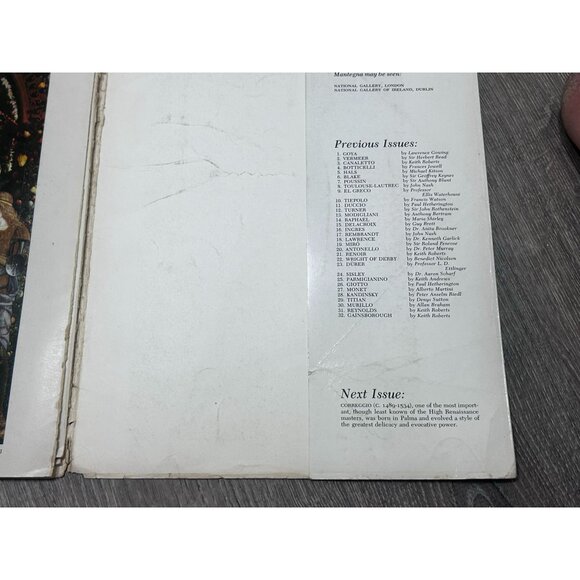 Mantegna may be seen:
NATIONAL GALLERY, LONDON
NATIONAL GALLERY OF IRELAND, DUBLIN
Previous Issues:
1. GOYA by Lawrence Gowing
2. VERMEER by Sir Herbert Read
3. CANALETTO by Keith Roberts
4. BOTTICELLI by Frances Jowell
5. HALS by Michael Kitson
6. BLAKE by Sir Geoffrey Keynes
7. POUSSIN by Sir Anthony Blunt
8. TOULOUSE-LAUTREC by John Nash
9. EL GRECO by Professor
Ellis Waterhouse
10. TIEPOLO by Francis Watson
11. DUCCIO by Paul Hetherington
12. TURNER by Sir John Rothenstein
13. MODIGLIANI by Anthony Bertram
14. RAPHAEL by Maria Shirley
15. DELACROIX by Guy Brett
16. INGRES by Dr. Anita Brookner
17. REMBRANDT by John Nash
18. LAWRENCE by Dr. Kenneth Garlick
19. MIRÓ by Sir Roland Penrose
20. ANTONELLO by Dr. Peter Murray
21. RENOIR by Keith Roberts
22. WRIGHT OF DERBY by Benedict Nicolson
23. DÜRER by Professor L. D.
Ettlinger
24. SISLEY by Dr. Aaron Scharf
25. PARMIGIANINO by Keith Andrews
26. GIOTTO by Paul Hetherington
27. MONET by Alberto Martini
28. KANDINSKY by Peter Anselm Riedl
29. TITIAN by Denys Sutton
30. MURILLO by Allan Braham
31. REYNOLDS by Keith Roberts
32. GAINSBOROUGH by Keith Roberts
Next Issue:
CORREGGIO (C. 1489-1534), one of the most import-
ant, though least known of the High Renaissance
masters, was born in Palma and evolved a style of
the greatest delicacy and evocative power.